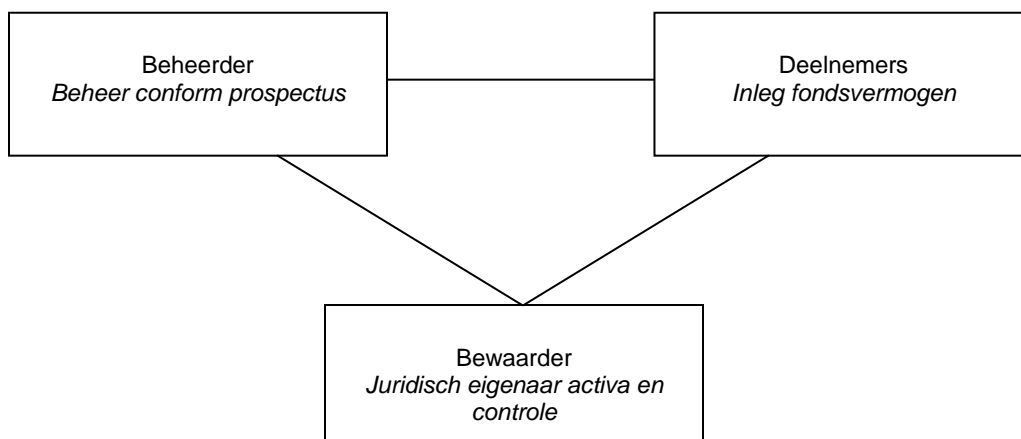 Beheerder
Beheer conform prospectus
Deelnemers
Inleg fondsvermogen
Bewaarder
Juridisch eigenaar activa en
controle